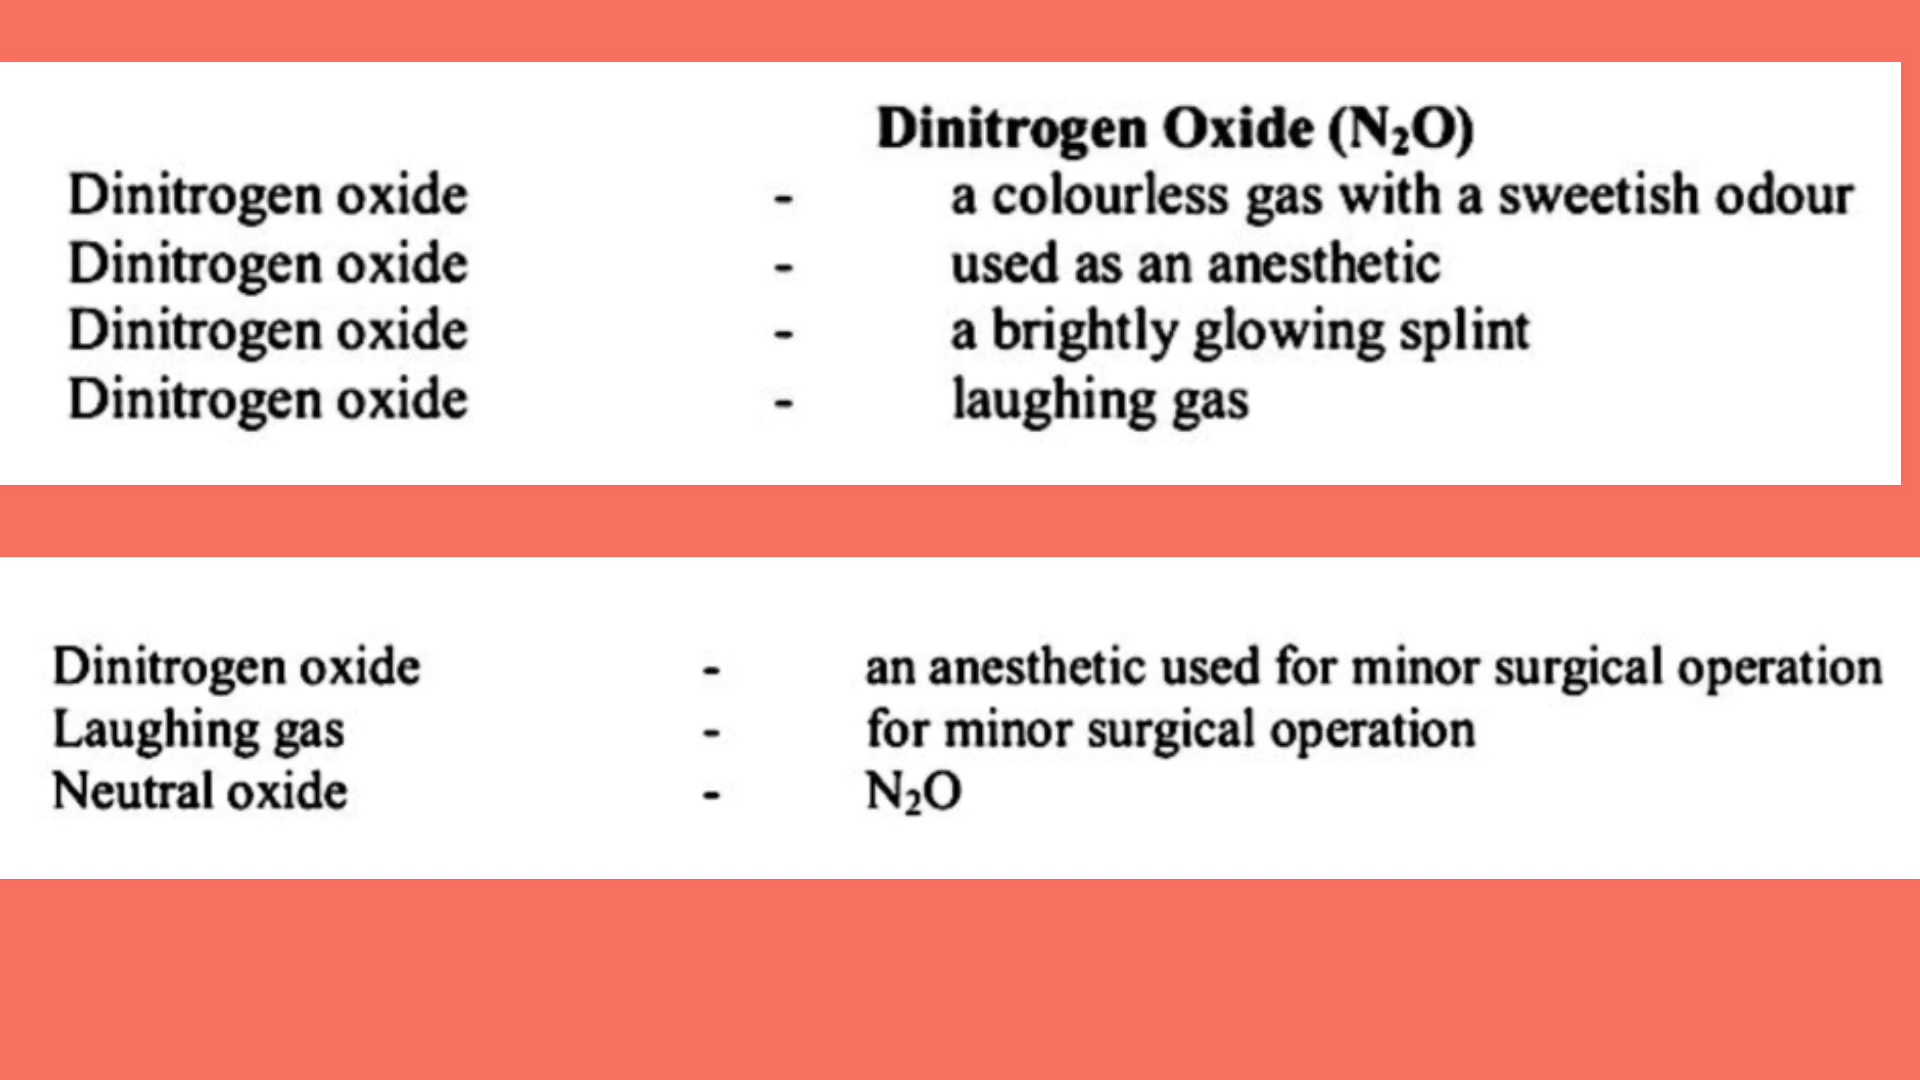 Dinitrogen Oxide (N₂O)
Dinitrogen oxide - a colourless gas with a sweetish odour
Dinitrogen oxide - used as an anesthetic
Dinitrogen oxide - a brightly glowing splint
Dinitrogen oxide - laughing gas
Dinitrogen oxide - an anesthetic used for minor surgical operation
Laughing gas - for minor surgical operation
Neutral oxide - N₂O